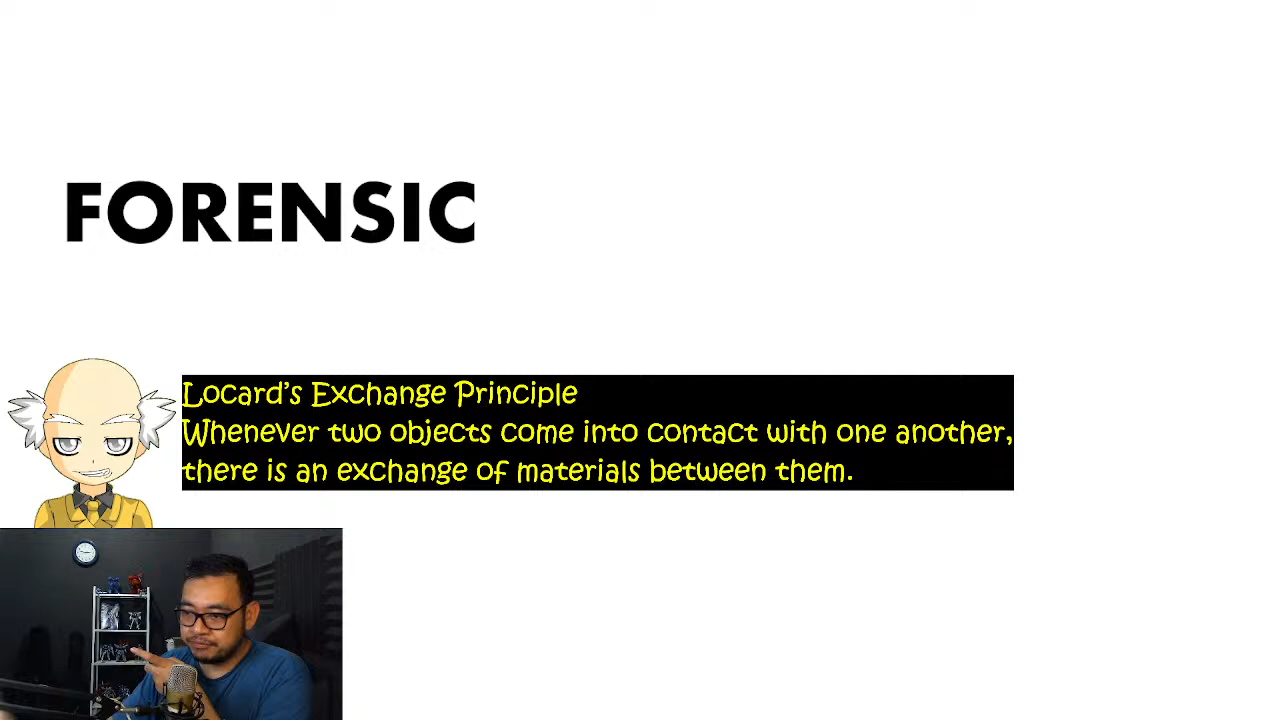 FORENSIC
Locard's Exchange Principle
Whenever two objects come into contact with one another,
there is an exchange of materials between them.